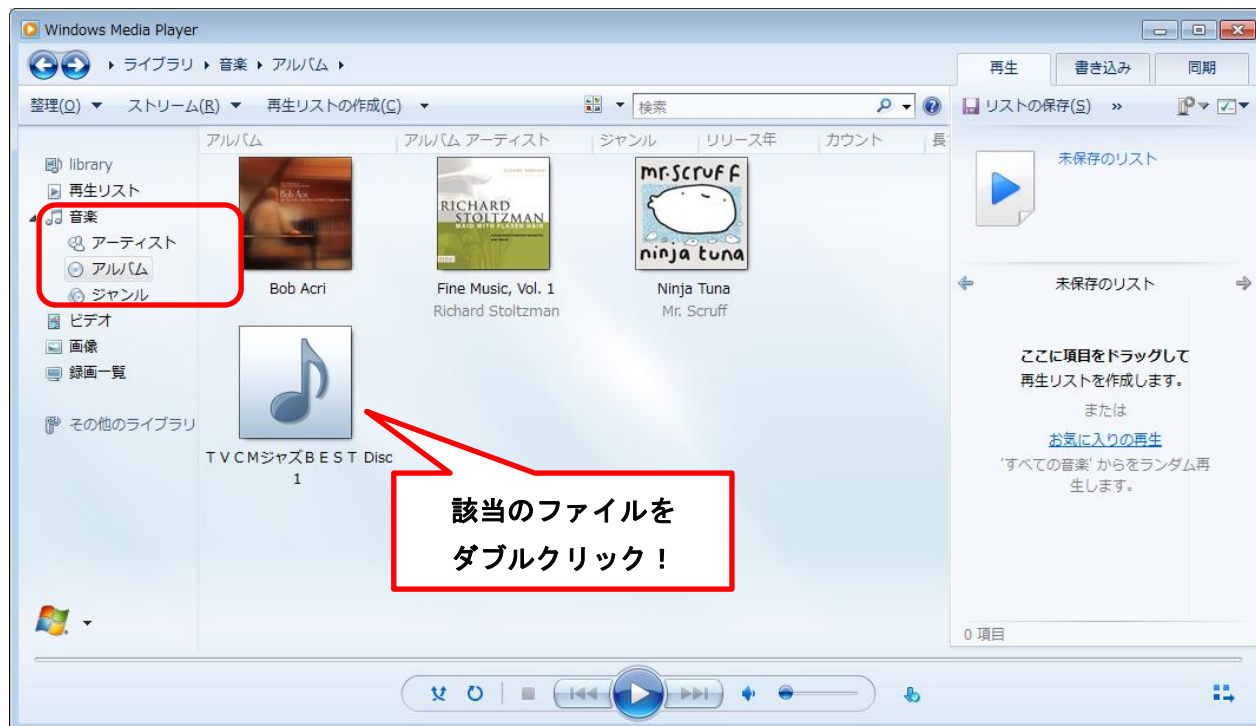 Windows Media Player
ライブラリ ▸ 音楽 ▸ アルバム ▸
再生 書き込み 同期
整理(O) ▼ ストリーム(R) ▼ 再生リストの作成(C) ▼
検索
リストの保存(S) »
アルバム アルバム アーティスト ジャンル リリース年 カウント 長
library
再生リスト
音楽
アーティスト
アルバム
ジャンル
ビデオ
画像
録画一覧
その他のライブラリ
Bob Acri
RICHARD
STOLTZMAN
MAID WITH FLAXEN HAIR
mr.scruff
ninja tuna
Bob Acri
Fine Music, Vol. 1
Richard Stoltzman
Ninja Tuna
Mr. Scruff
ＴＶＣＭジャズＢＥＳＴ Disc
1
該当のファイルを
ダブルクリック！
未保存のリスト
未保存のリスト
ここに項目をドラッグして
再生リストを作成します。
または
お気に入りの再生
'すべての音楽' からをランダム再
生します。
0 項目